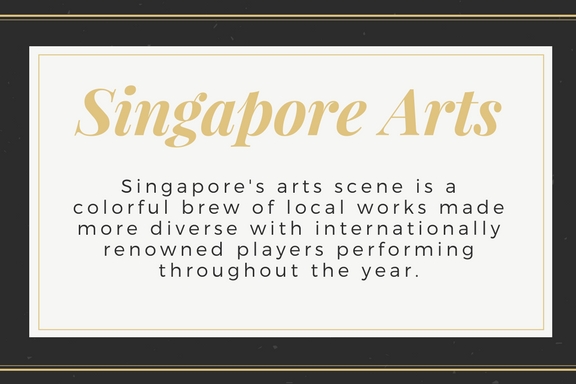 Singapore Arts
Singapore's arts scene is a
colorful brew of local works made
more diverse with internationally
renowned players performing
throughout the year.